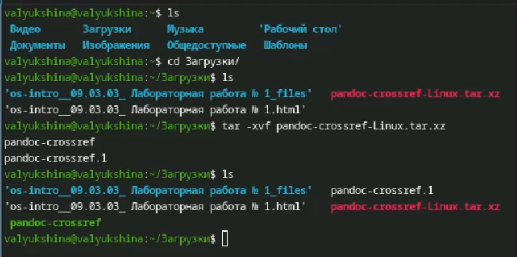 valyukshina@valyukshina:~$ ls
Видео Загрузки Музыка 'Рабочий стол'
Документы Изображения Общедоступные Шаблоны
valyukshina@valyukshina:~$ cd Загрузки/
valyukshina@valyukshina:~/Загрузки$ ls
'os-intro__09.03.03_ Лабораторная работа № 1_files' pandoc-crossref-Linux.tar.xz
'os-intro__09.03.03_ Лабораторная работа № 1.html'
valyukshina@valyukshina:~/Загрузки$ tar -xvf pandoc-crossref-Linux.tar.xz
pandoc-crossref
pandoc-crossref.1
valyukshina@valyukshina:~/Загрузки$ ls
'os-intro__09.03.03_ Лабораторная работа № 1_files' pandoc-crossref.1
'os-intro__09.03.03_ Лабораторная работа № 1.html' pandoc-crossref-Linux.tar.xz
pandoc-crossref
valyukshina@valyukshina:~/Загрузки$